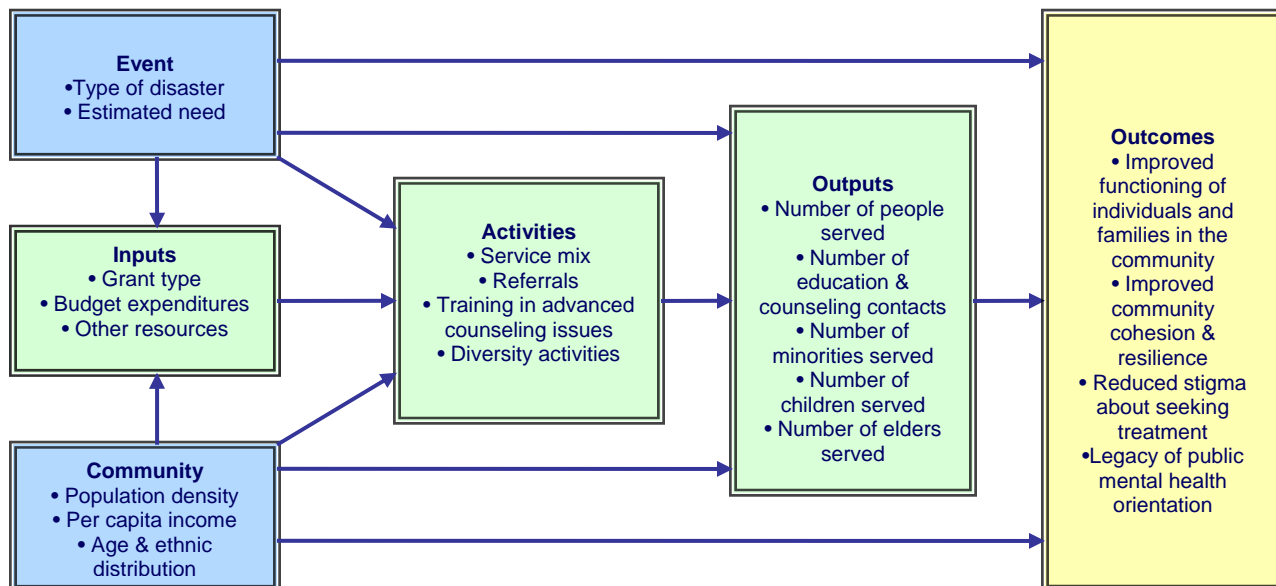 Event
•Type of disaster
• Estimated need
Inputs
• Grant type
• Budget expenditures
• Other resources
Community
• Population density
• Per capita income
• Age & ethnic
distribution
Activities
• Service mix
• Referrals
• Training in advanced
counseling issues
• Diversity activities
Outputs
• Number of people
served
• Number of
education &
counseling contacts
• Number of
minorities served
• Number of
children served
• Number of elders
served
Outcomes
• Improved
functioning of
individuals and
families in the
community
• Improved
community
cohesion &
resilience
• Reduced stigma
about seeking
treatment
•Legacy of public
mental health
orientation